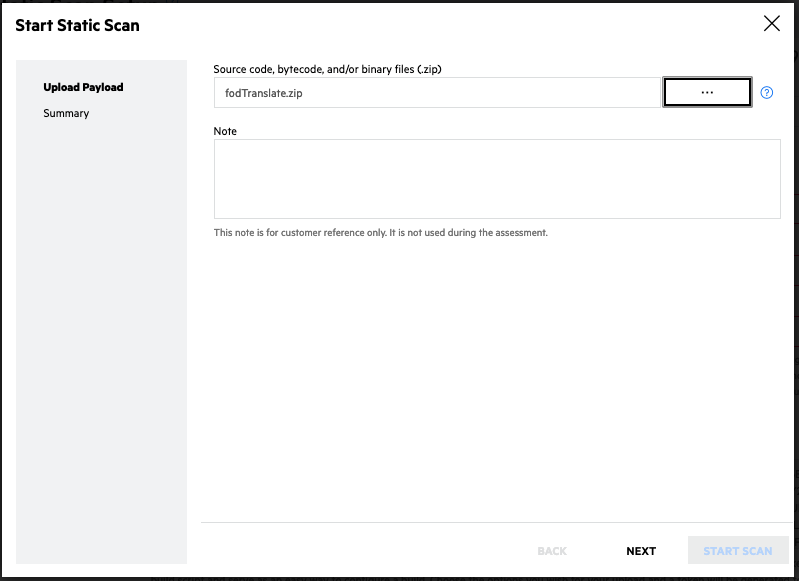 Start Static Scan
Upload Payload
Summary
Source code, bytecode, and/or binary files (.zip)
fodTranslate.zip
...
?
Note
This note is for customer reference only. It is not used during the assessment.
BACK
NEXT
START SCAN